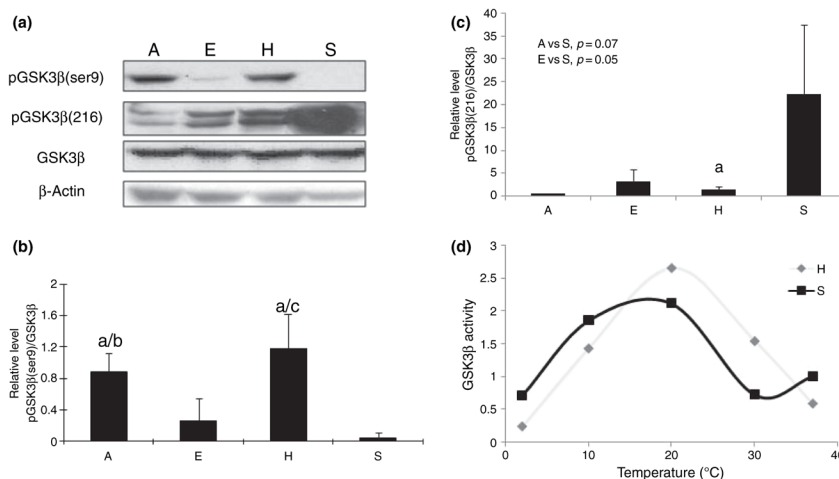 (a)
A E H S
pGSK3β(ser9)
pGSK3β(216)
GSK3β
β-Actin
(b)
Relative level
pGSK3β(ser9)/GSK3β
2
1.6
1.2
0.8
0.4
0
a/b
a/c
A E H S
(c)
Relative level
pGSK3β(216)/GSK3β
40
35
30
25
20
15
10
5
0
A vs S, p = 0.07
E vs S, p = 0.05
a
A E H S
(d)
GSK3β activity
3
2.5
2
1.5
1
0.5
0
H
S
0 10 20 30 40
Temperature (°C)